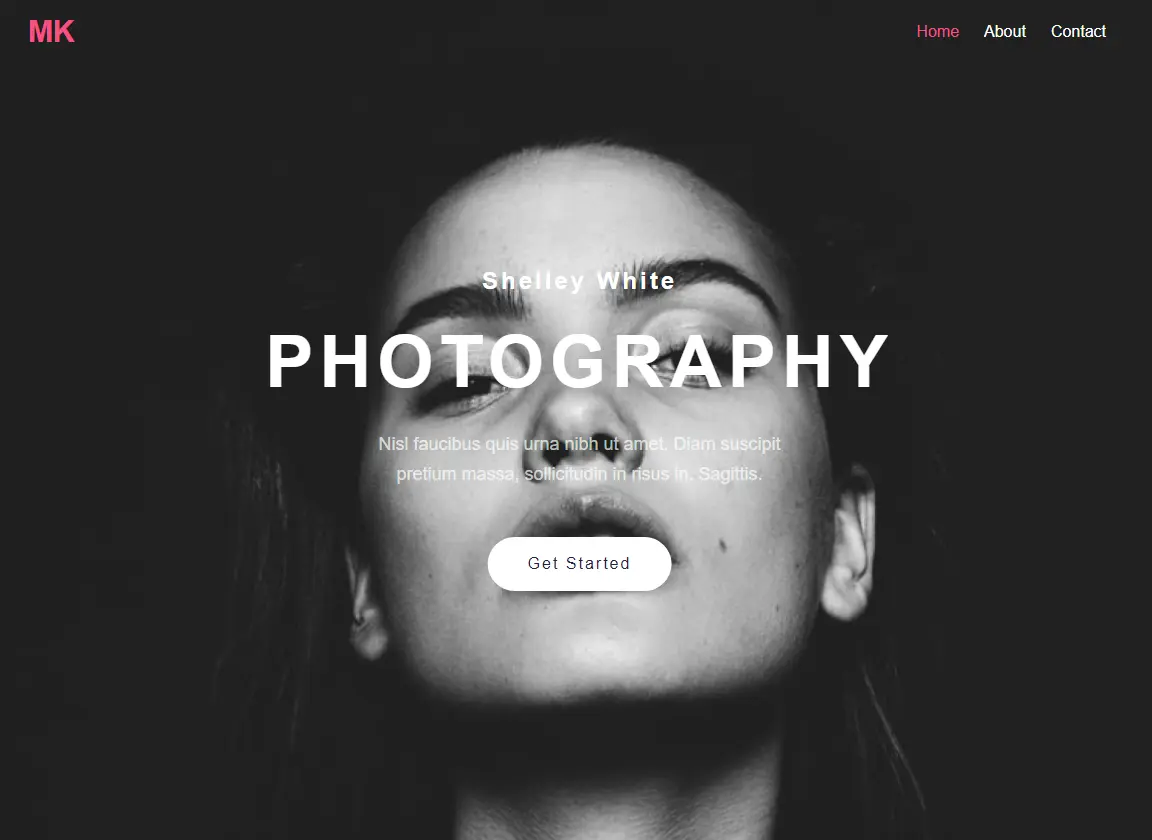 MK
Home About Contact
Shelley White
PHOTOGRAPHY
Nisl faucibus quis urna nibh ut amet. Diam suscipit
pretium massa, sollicitudin in risus in. Sagittis.
Get Started